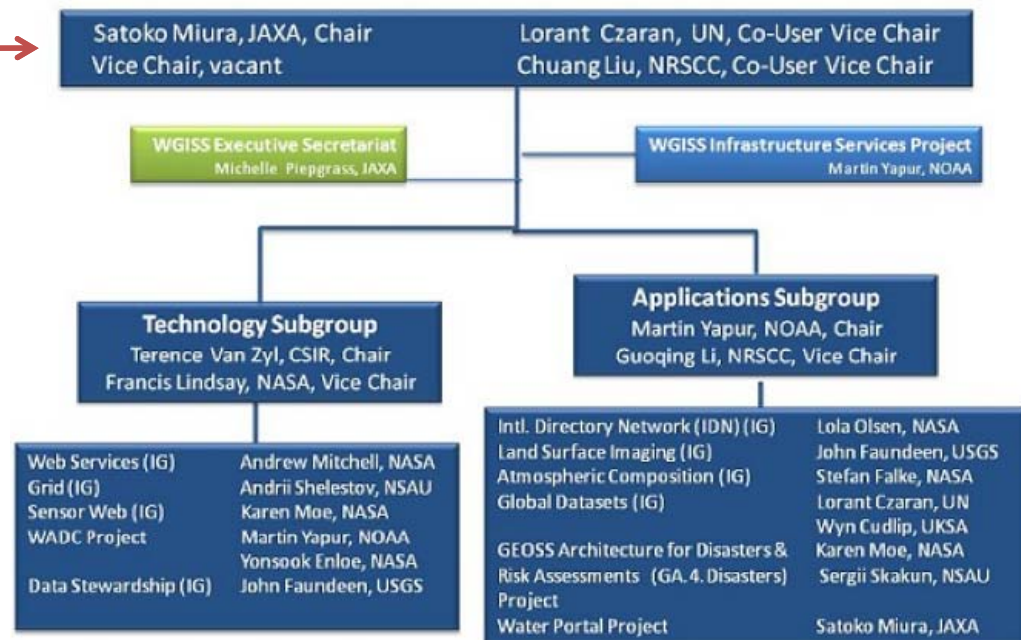 Satoko Miura, JAXA, Chair
Vice Chair, vacant
Lorant Czaran, UN, Co-User Vice Chair
Chuang Liu, NRSCC, Co-User Vice Chair
WGISS Executive Secretariat
Michelle Piepgrass, JAXA
WGISS Infrastructure Services Project
Martin Yapur, NOAA
Technology Subgroup
Terence Van Zyl, CSIR, Chair
Francis Lindsay, NASA, Vice Chair
Applications Subgroup
Martin Yapur, NOAA, Chair
Guoqing Li, NRSCC, Vice Chair
Web Services (IG) Andrew Mitchell, NASA
Grid (IG) Andrii Shelestov, NSAU
Sensor Web (IG) Karen Moe, NASA
WADC Project Martin Yapur, NOAA
Yonsook Enloe, NASA
Data Stewardship (IG) John Faundeen, USGS
Intl. Directory Network (IDN) (IG) Lola Olsen, NASA
Land Surface Imaging (IG) John Faundeen, USGS
Atmospheric Composition (IG) Stefan Falke, NASA
Global Datasets (IG) Lorant Czaran, UN
Wyn Cudlip, UKSA
GEOSS Architecture for Disasters & Karen Moe, NASA
Risk Assessments (GA.4.Disasters) Sergii Skakun, NSAU
Project
Water Portal Project Satoko Miura, JAXA